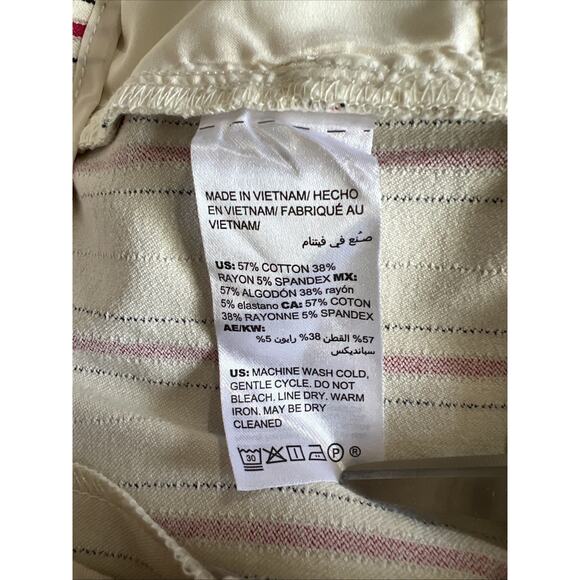 MADE IN VIETNAM/ HECHO
EN VIETNAM/ FABRIQUÉ AU
VIETNAM/
صنع في فيتنام
US: 57% COTTON 38%
RAYON 5% SPANDEX MX:
57% ALGODÓN 38% rayón
5% elastano CA: 57% COTON
38% RAYONNE 5% SPANDEX
AE/KW:
57% القطن 38% رايون 5%
سباندیکس
US: MACHINE WASH COLD,
GENTLE CYCLE. DO NOT
BLEACH. LINE DRY. WARM
IRON. MAY BE DRY
CLEANED
30 P ®